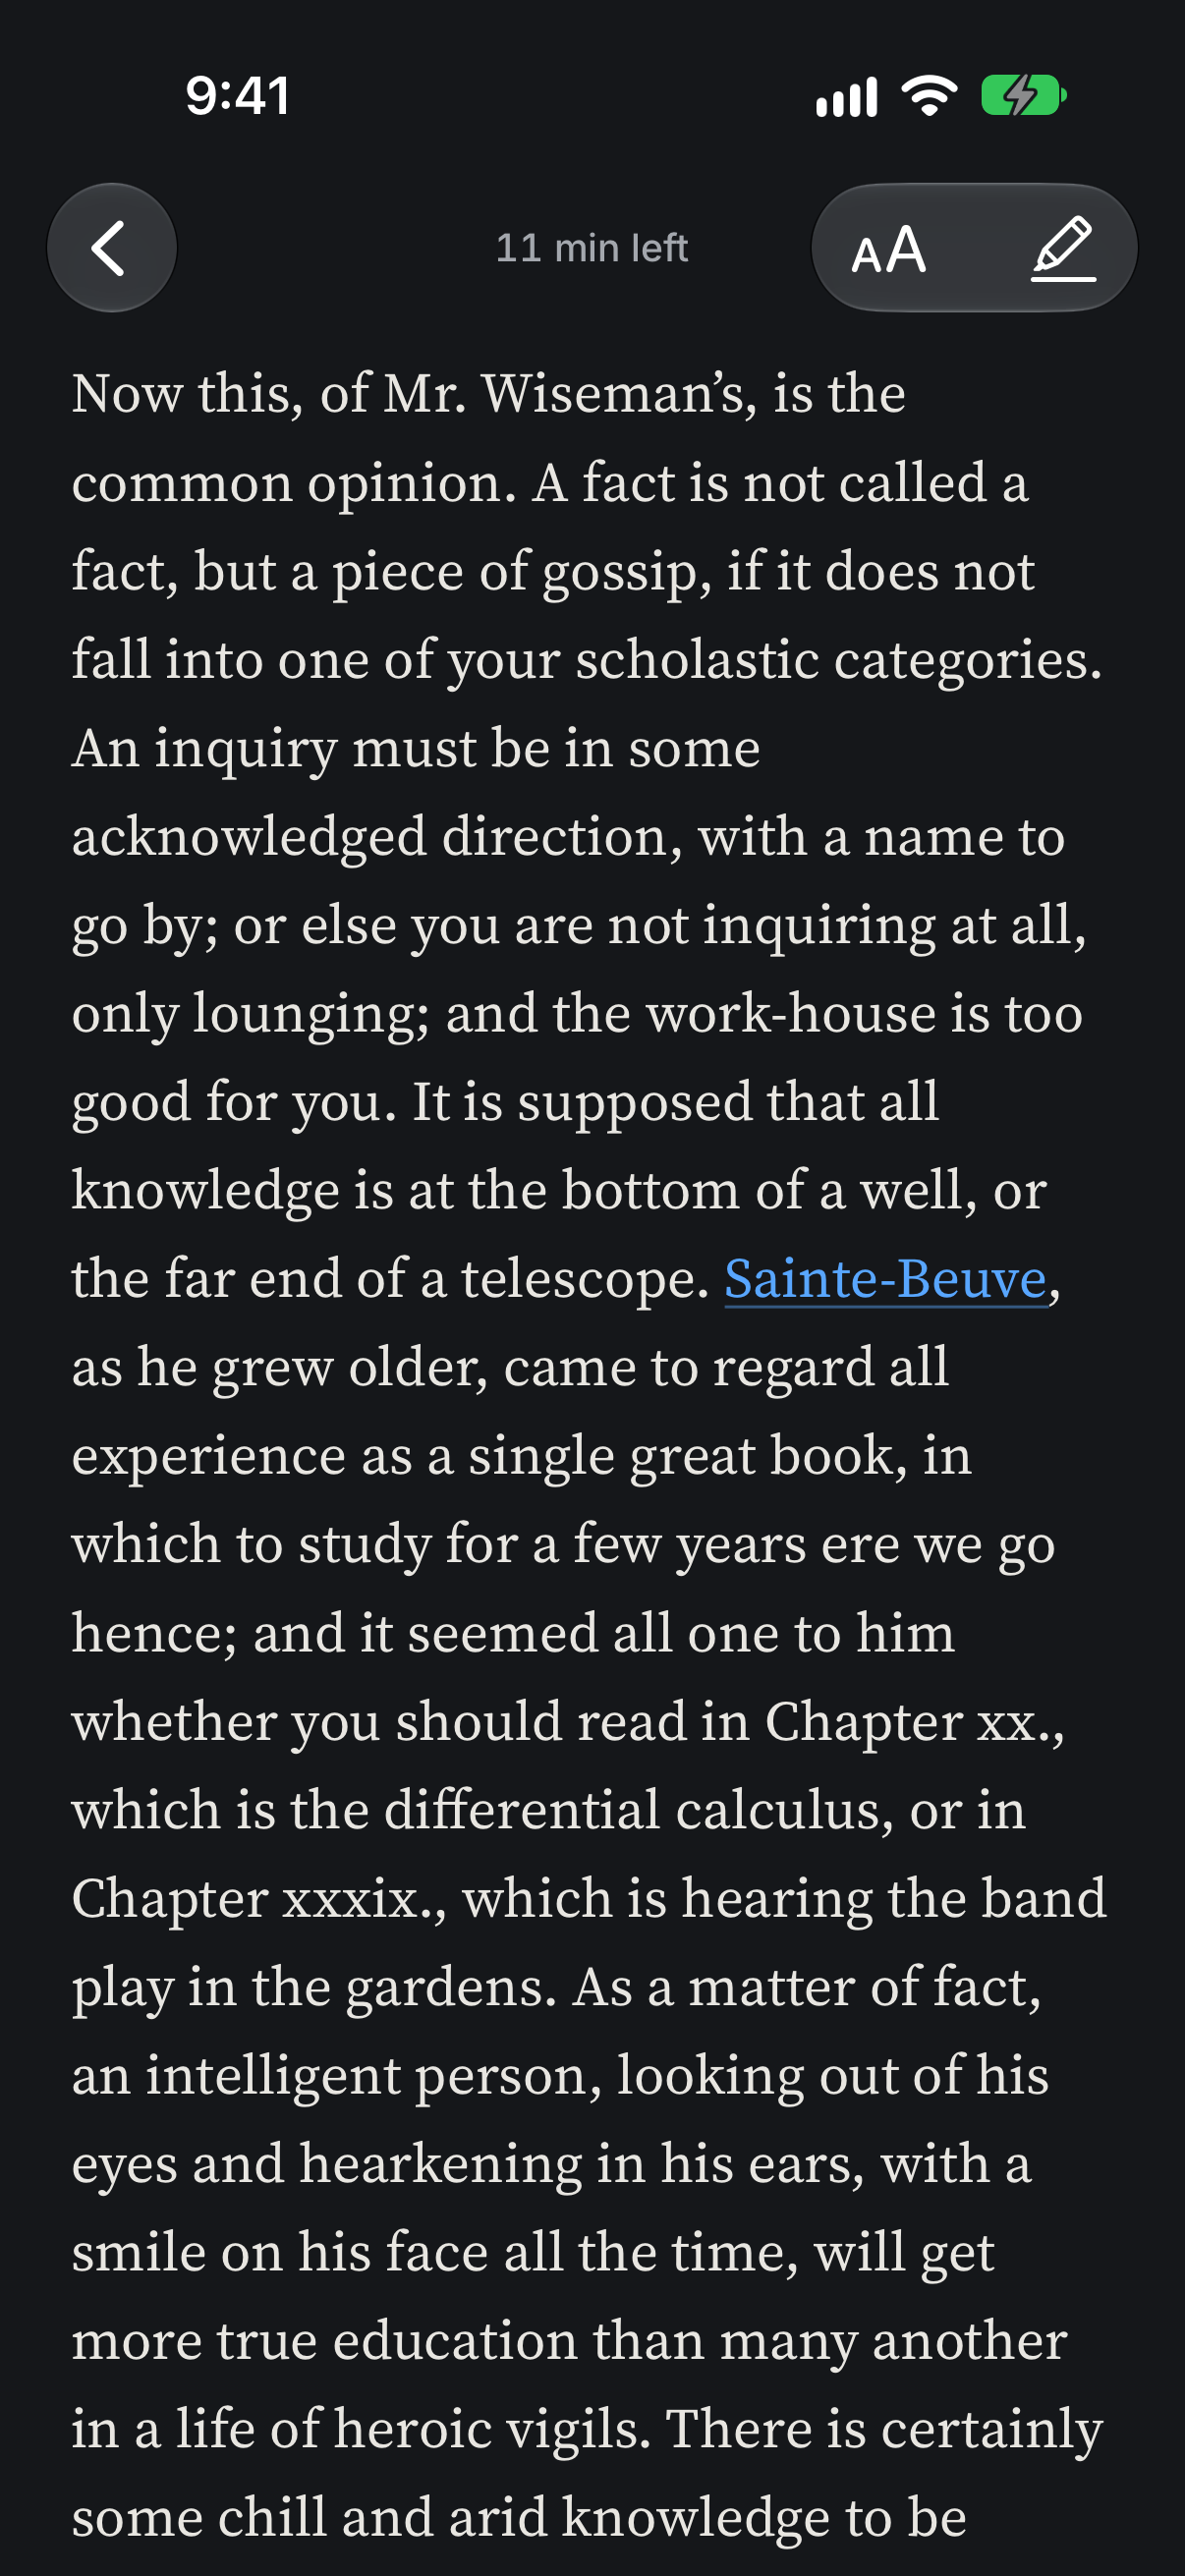 9:41
11 min left
AA
Now this, of Mr. Wiseman’s, is the
common opinion. A fact is not called a
fact, but a piece of gossip, if it does not
fall into one of your scholastic categories.
An inquiry must be in some
acknowledged direction, with a name to
go by; or else you are not inquiring at all,
only lounging; and the work-house is too
good for you. It is supposed that all
knowledge is at the bottom of a well, or
the far end of a telescope. Sainte-Beuve,
as he grew older, came to regard all
experience as a single great book, in
which to study for a few years ere we go
hence; and it seemed all one to him
whether you should read in Chapter xx.,
which is the differential calculus, or in
Chapter xxxix., which is hearing the band
play in the gardens. As a matter of fact,
an intelligent person, looking out of his
eyes and hearkening in his ears, with a
smile on his face all the time, will get
more true education than many another
in a life of heroic vigils. There is certainly
some chill and arid knowledge to be